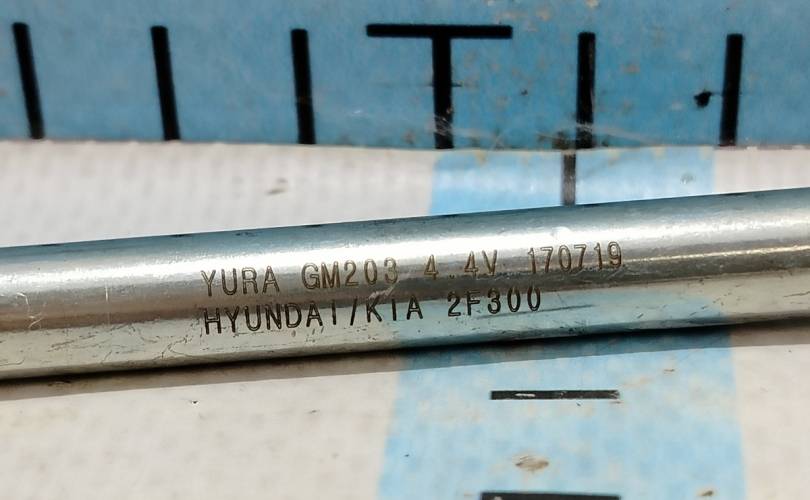 YURA GM203 4.4V 170719
HYUNDAI/KIA 2F300